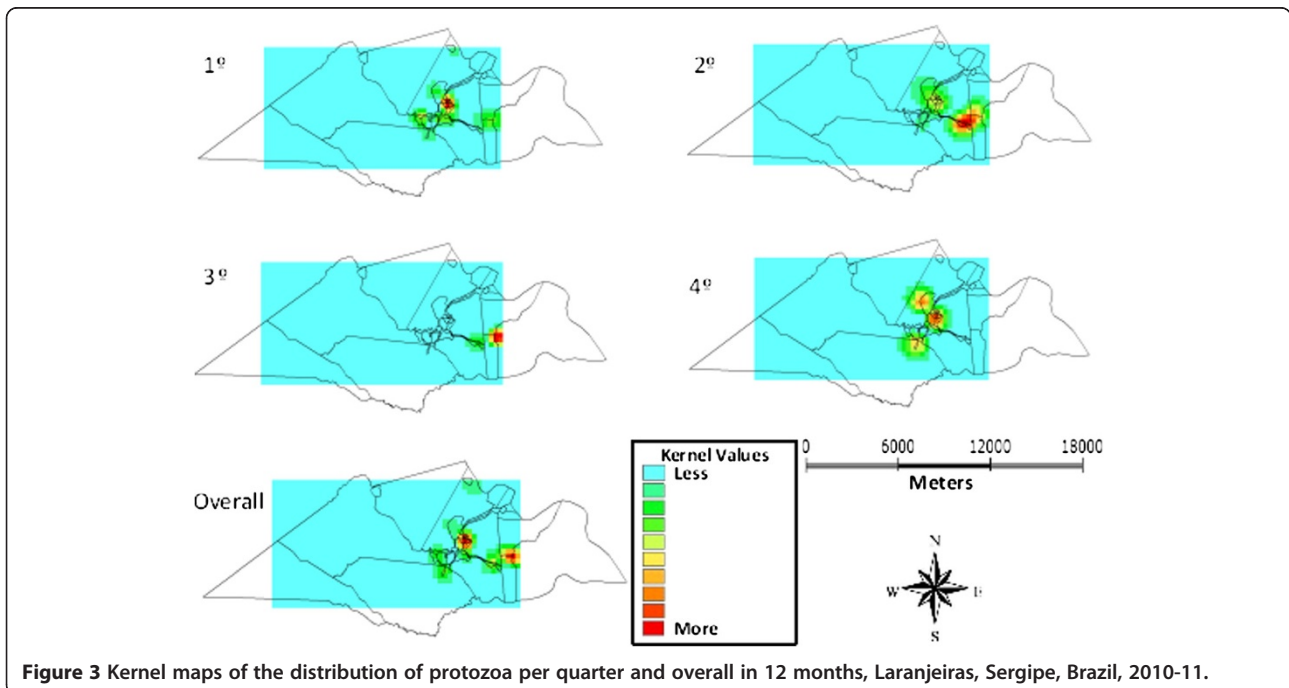 1º
2º
3º
4º
Overall
Kernel Values
Less
More
0 6000 12000 18000
Meters
N
W E
S
Figure 3 Kernel maps of the distribution of protozoa per quarter and overall in 12 months, Laranjeiras, Sergipe, Brazil, 2010-11.